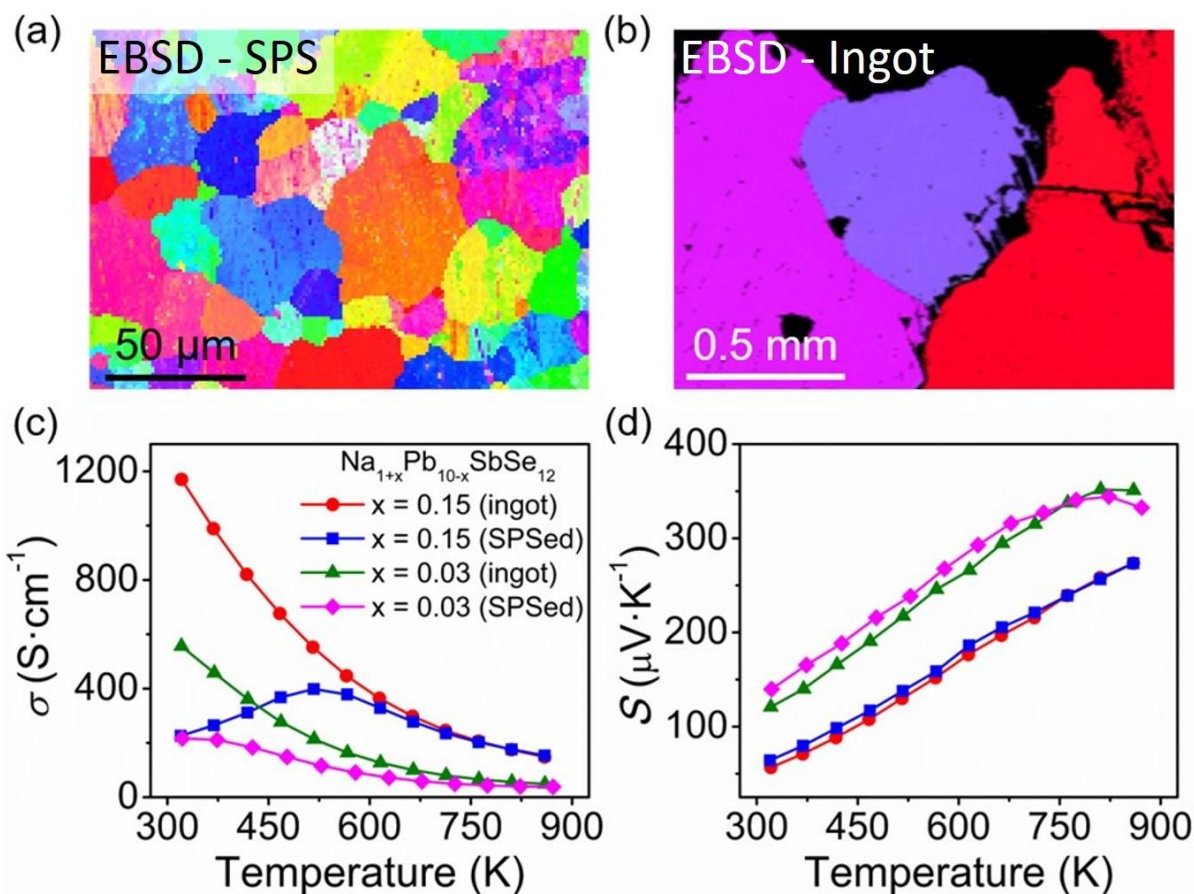 (a)
EBSD - SPS
50 μm
(b)
EBSD - Ingot
0.5 mm
(c)
σ (S·cm⁻¹)
1200
800
400
0
Na₁₊ₓPb₁₀₋ₓSbSe₁₂
x = 0.15 (ingot)
x = 0.15 (SPSed)
x = 0.03 (ingot)
x = 0.03 (SPSed)
300 450 600 750 900
Temperature (K)
(d)
S (μV·K⁻¹)
400
300
200
100
300 450 600 750 900
Temperature (K)